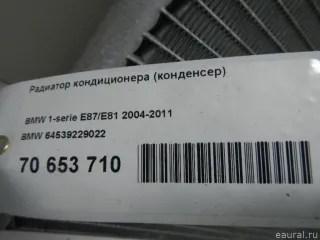 Радиатор кондиционера (конденсер)
BMW 1-serie E87/E81 2004-2011
BMW 64539229022
70 653 710
eaural.ru